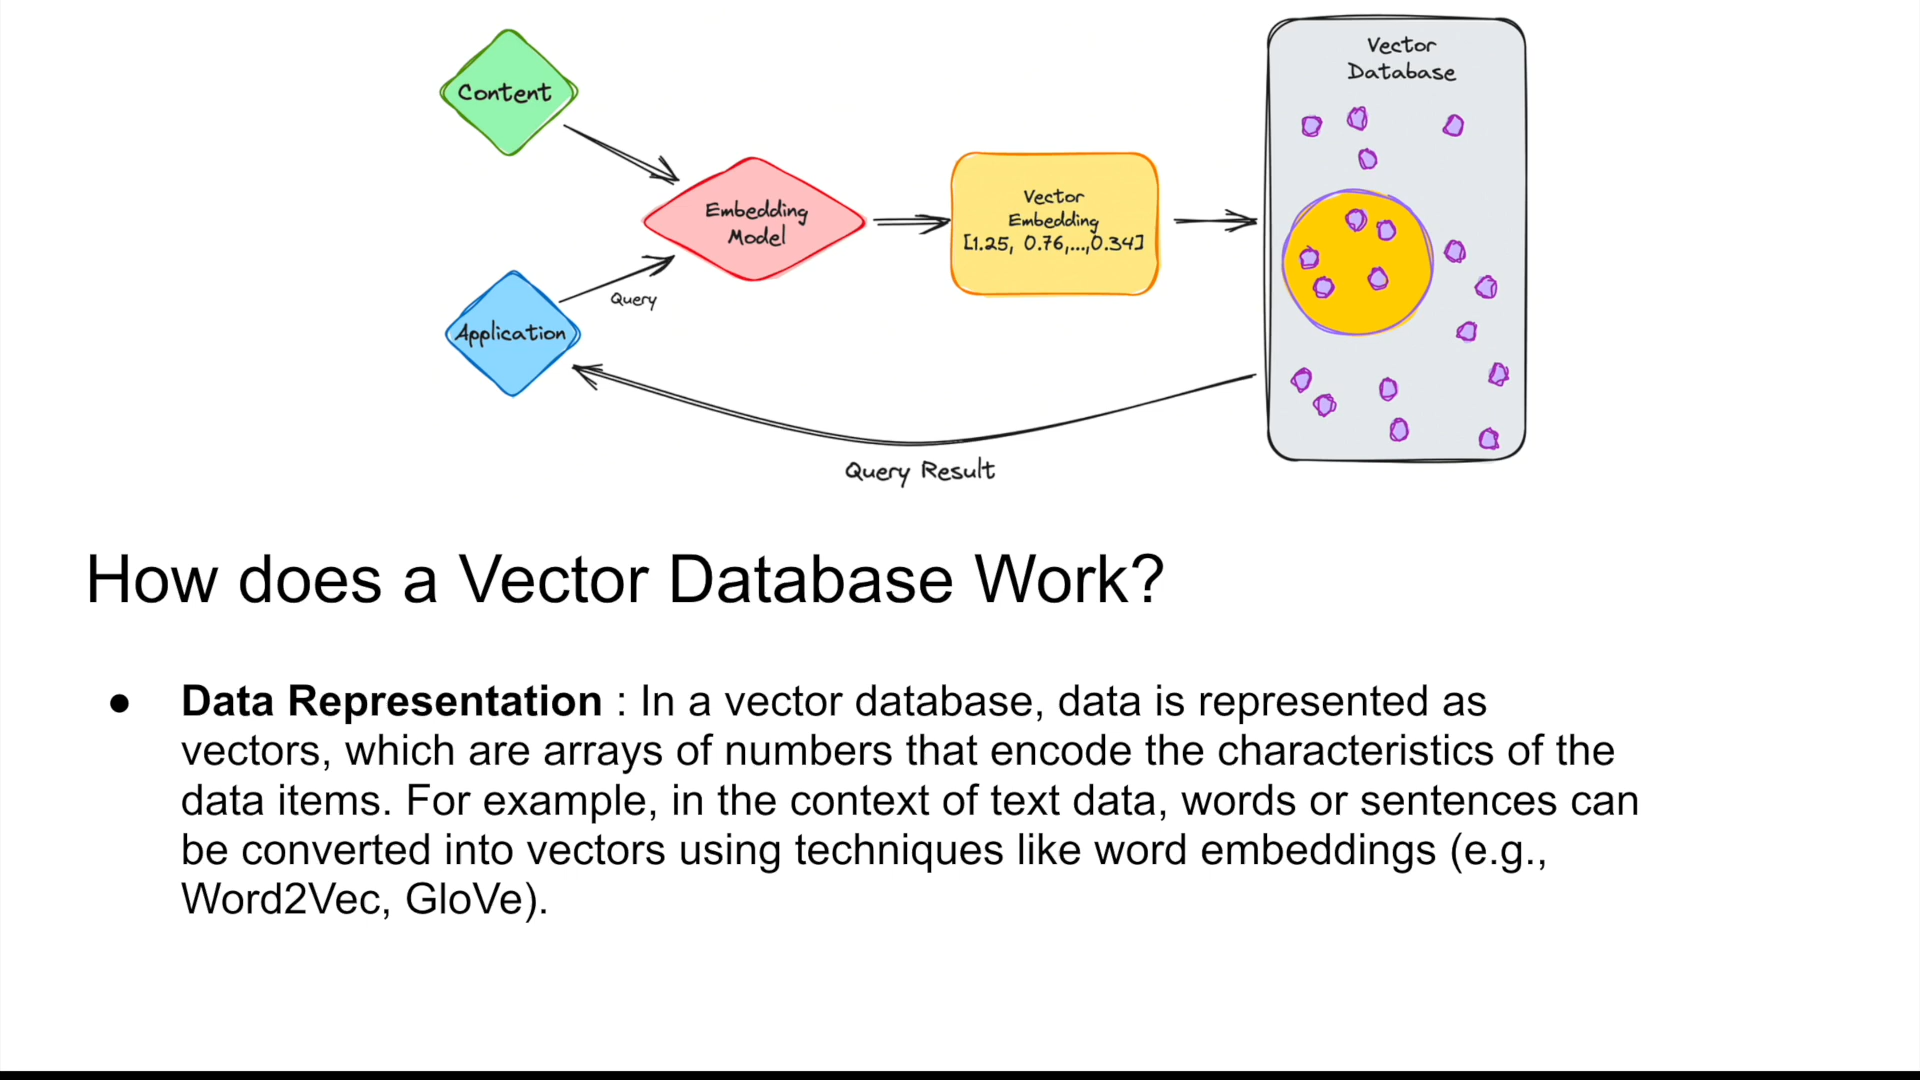 Content
Embedding
Model
Vector
Embedding
[1.25, 0.76,...,0.34]
Vector
Database
Query
Application
Query Result
How does a Vector Database Work?
● Data Representation : In a vector database, data is represented as
vectors, which are arrays of numbers that encode the characteristics of the
data items. For example, in the context of text data, words or sentences can
be converted into vectors using techniques like word embeddings (e.g.,
Word2Vec, GloVe).